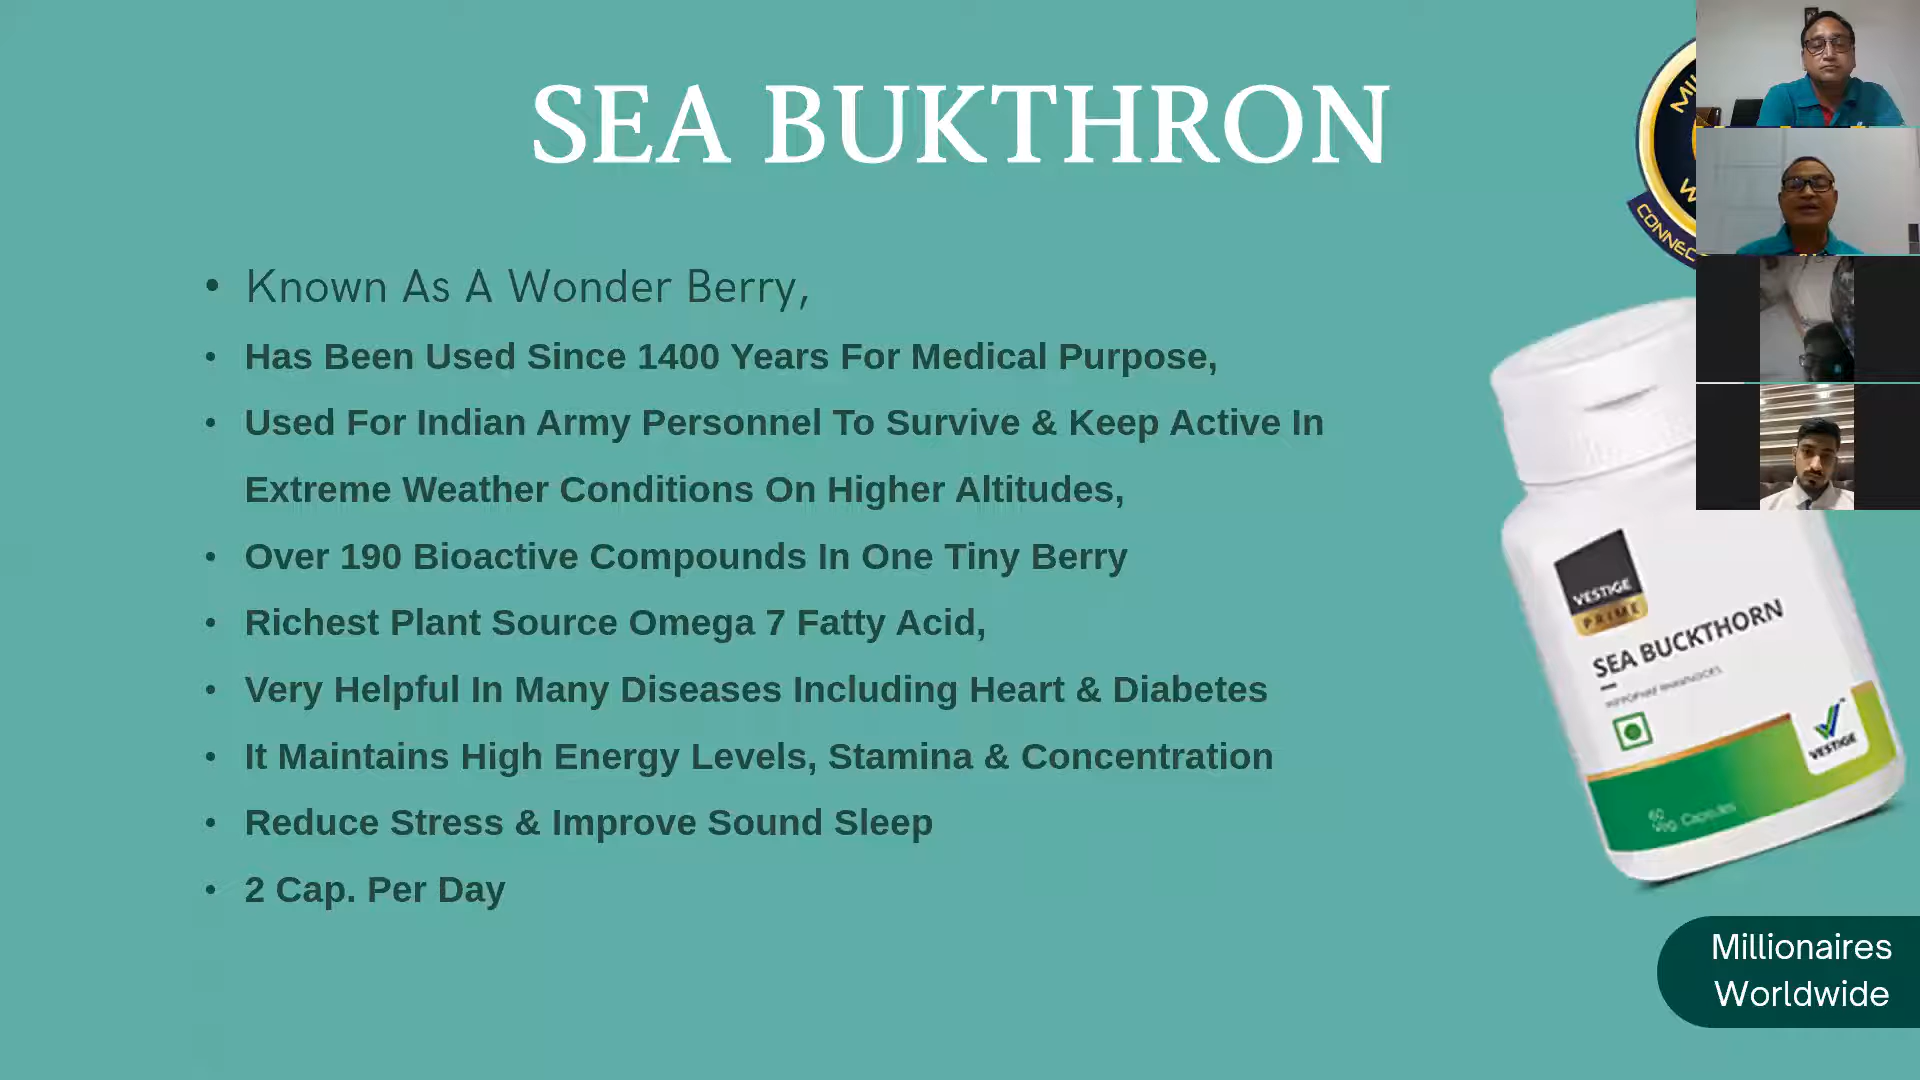 SEA BUKTHRON
• Known As A Wonder Berry,
• Has Been Used Since 1400 Years For Medical Purpose,
• Used For Indian Army Personnel To Survive & Keep Active In
Extreme Weather Conditions On Higher Altitudes,
• Over 190 Bioactive Compounds In One Tiny Berry
• Richest Plant Source Omega 7 Fatty Acid,
• Very Helpful In Many Diseases Including Heart & Diabetes
• It Maintains High Energy Levels, Stamina & Concentration
• Reduce Stress & Improve Sound Sleep
• 2 Cap. Per Day
VESTIGE
PRIME
SEA BUCKTHORN
VESTIGE
60
Veg. Capsules
Millionaires
Worldwide